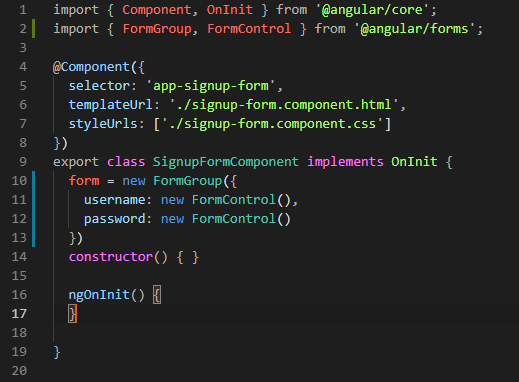 1 import { Component, OnInit } from '@angular/core';
2 import { FormGroup, FormControl } from '@angular/forms';
3
4 @Component({
5   selector: 'app-signup-form',
6   templateUrl: './signup-form.component.html',
7   styleUrls: ['./signup-form.component.css']
8 })
9 export class SignupFormComponent implements OnInit {
10   form = new FormGroup({
11     username: new FormControl(),
12     password: new FormControl()
13   })
14   constructor() { }
15
16   ngOnInit() {
17   }
18
19 }
20